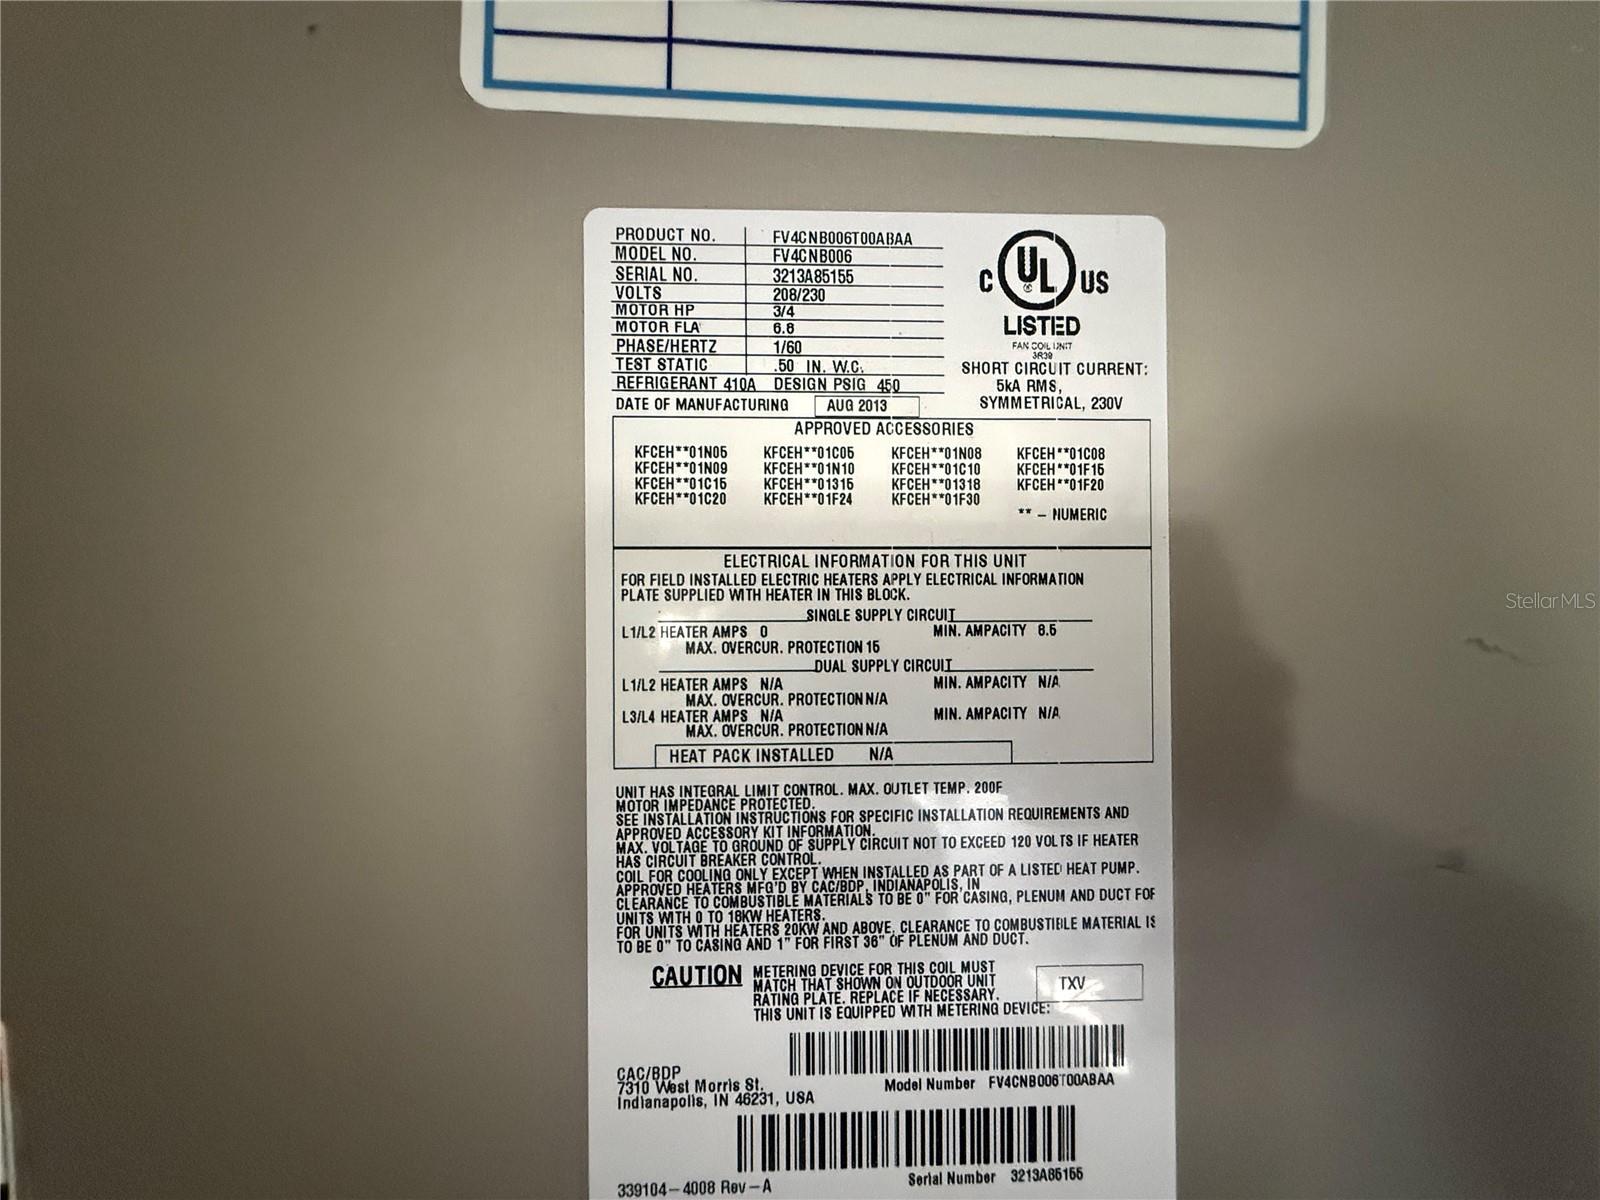 PRODUCT NO. FV4CNB006T00ABAA
MODEL NO. FV4CNB006
SERIAL NO. 3213A85155
VOLTS 208/230
MOTOR HP 3/4
MOTOR FLA 6.8
PHASE/HERTZ 1/60
TEST STATIC .50 IN. W.C.
REFRIGERANT 410A DESIGN PSIG 450
DATE OF MANUFACTURING AUG 2013
C UL US
®
LISTED
FAN COIL UNIT
3R39
SHORT CIRCUIT CURRENT:
5kA RMS,
SYMMETRICAL, 230V
APPROVED ACCESSORIES
KFCEH**01N05 KFCEH**01C05 KFCEH**01N08 KFCEH**01C08
KFCEH**01N09 KFCEH**01N10 KFCEH**01C10 KFCEH**01F15
KFCEH**01C15 KFCEH**01315 KFCEH**01318 KFCEH**01F20
KFCEH**01C20 KFCEH**01F24 KFCEH**01F30
** – NUMERIC
ELECTRICAL INFORMATION FOR THIS UNIT
FOR FIELD INSTALLED ELECTRIC HEATERS APPLY ELECTRICAL INFORMATION
PLATE SUPPLIED WITH HEATER IN THIS BLOCK.
SINGLE SUPPLY CIRCUIT
L1/L2 HEATER AMPS 0 MIN. AMPACITY 8.5
MAX. OVERCUR. PROTECTION 15
DUAL SUPPLY CIRCUIT
L1/L2 HEATER AMPS N/A MIN. AMPACITY N/A
MAX. OVERCUR. PROTECTION N/A
L3/L4 HEATER AMPS N/A MIN. AMPACITY N/A
MAX. OVERCUR. PROTECTION N/A
HEAT PACK INSTALLED N/A
UNIT HAS INTEGRAL LIMIT CONTROL. MAX. OUTLET TEMP. 200F
MOTOR IMPEDANCE PROTECTED.
SEE INSTALLATION INSTRUCTIONS FOR SPECIFIC INSTALLATION REQUIREMENTS AND
APPROVED ACCESSORY KIT INFORMATION.
MAX. VOLTAGE TO GROUND OF SUPPLY CIRCUIT NOT TO EXCEED 120 VOLTS IF HEATER
HAS CIRCUIT BREAKER CONTROL.
COIL FOR COOLING ONLY EXCEPT WHEN INSTALLED AS PART OF A LISTED HEAT PUMP.
APPROVED HEATERS MFG'D BY CAC/BDP, INDIANAPOLIS, IN
CLEARANCE TO COMBUSTIBLE MATERIALS TO BE 0" FOR CASING, PLENUM AND DUCT FOR
UNITS WITH 0 TO 18KW HEATERS.
FOR UNITS WITH HEATERS 20KW AND ABOVE, CLEARANCE TO COMBUSTIBLE MATERIAL IS
TO BE 0" TO CASING AND 1" FOR FIRST 36" OF PLENUM AND DUCT.
CAUTION METERING DEVICE FOR THIS COIL MUST
MATCH THAT SHOWN ON OUTDOOR UNIT
RATING PLATE. REPLACE IF NECESSARY.
THIS UNIT IS EQUIPPED WITH METERING DEVICE: TXV
CAC/BDP
7310 West Morris St.
Indianapolis, IN 46231, USA
Model Number FV4CNB006T00ABAA
Serial Number 3213A85155
339104–4008 Rev–A
StellarMLS